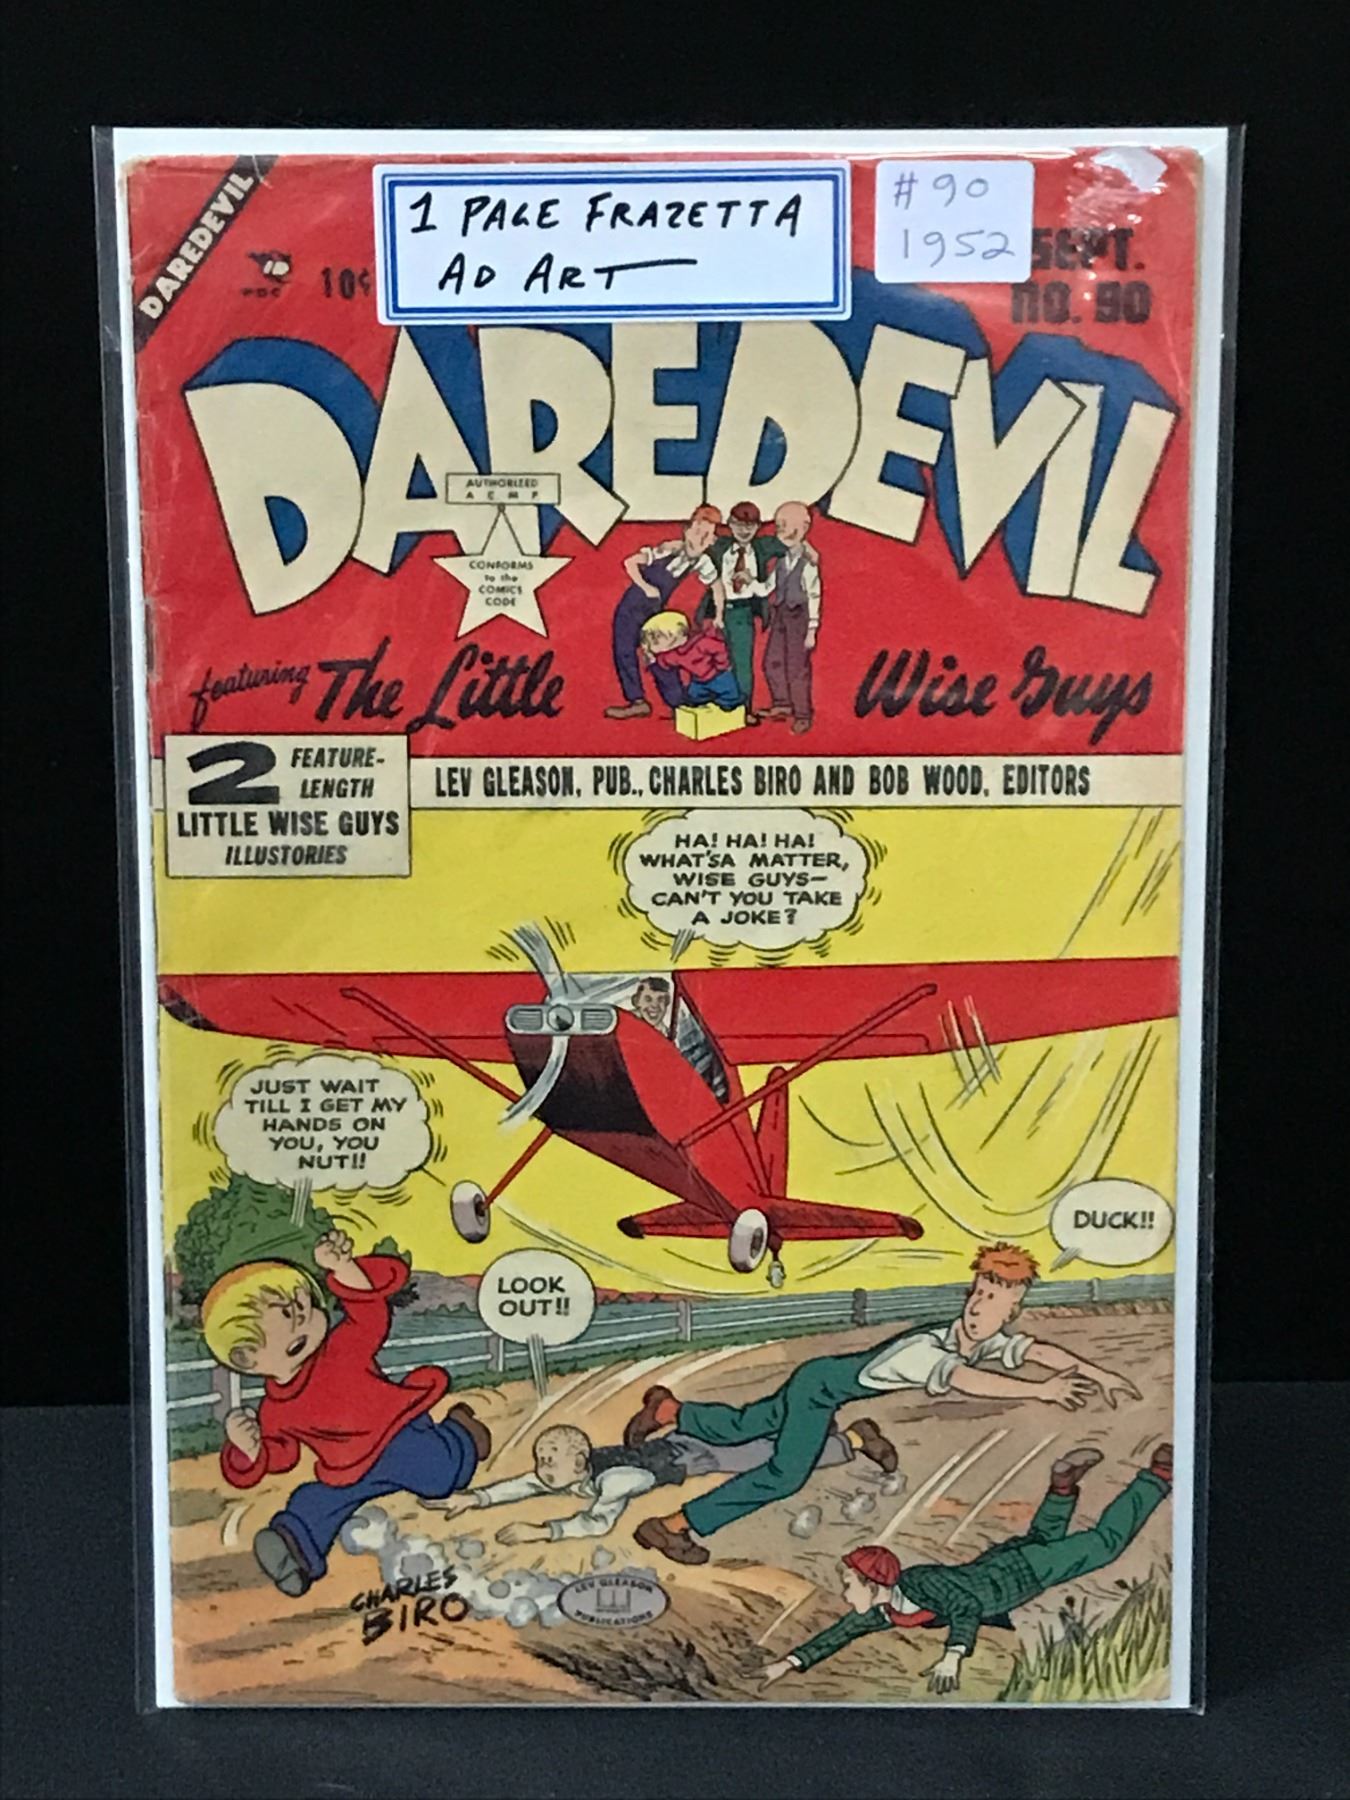 1 PAGE FRAZETTA
AD ART
# 90
1952
DAREDEVIL
10¢
SEPT.
NO. 90
DAREDEVIL
AUTHORIZED
A C M P
CONFORMS
to the
COMICS
CODE
featuring The Little Wise Guys
2 FEATURE-
LENGTH
LITTLE WISE GUYS
ILLUSTORIES
LEV GLEASON, PUB., CHARLES BIRO AND BOB WOOD, EDITORS
HA! HA! HA!
WHAT'SA MATTER,
WISE GUYS—
CAN'T YOU TAKE
A JOKE?
JUST WAIT
TILL I GET MY
HANDS ON
YOU, YOU
NUT!!
DUCK!!
LOOK
OUT!!
CHARLES
BIRO
LEV GLEASON
PUBLICATIONS